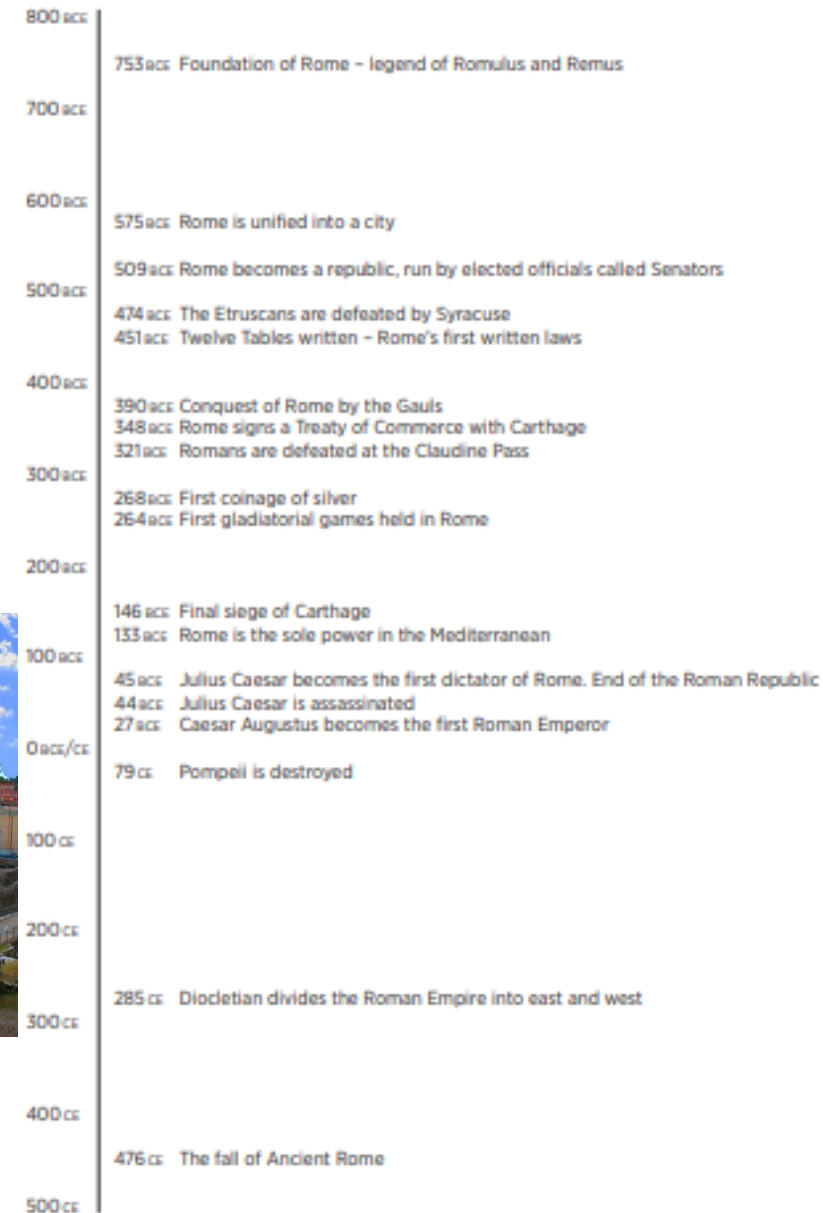 800 BCE
753 BCE Foundation of Rome – legend of Romulus and Remus
700 BCE
600 BCE
575 BCE Rome is unified into a city
509 BCE Rome becomes a republic, run by elected officials called Senators
500 BCE
474 BCE The Etruscans are defeated by Syracuse
451 BCE Twelve Tables written – Rome's first written laws
400 BCE
390 BCE Conquest of Rome by the Gauls
348 BCE Rome signs a Treaty of Commerce with Carthage
321 BCE Romans are defeated at the Claudine Pass
300 BCE
268 BCE First coinage of silver
264 BCE First gladiatorial games held in Rome
200 BCE
146 BCE Final siege of Carthage
133 BCE Rome is the sole power in the Mediterranean
100 BCE
45 BCE Julius Caesar becomes the first dictator of Rome. End of the Roman Republic
44 BCE Julius Caesar is assassinated
27 BCE Caesar Augustus becomes the first Roman Emperor
0 BCE/CE
79 CE Pompeii is destroyed
100 CE
200 CE
285 CE Diocletian divides the Roman Empire into east and west
300 CE
400 CE
476 CE The fall of Ancient Rome
500 CE